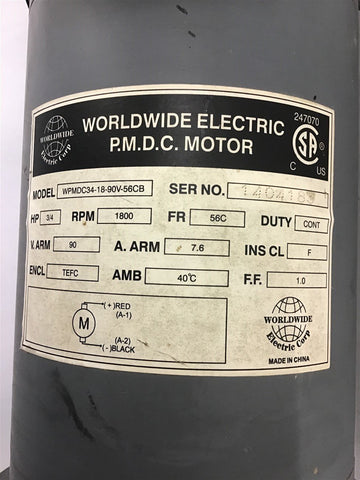 247070
WORLDWIDE ELECTRIC
P.M.D.C. MOTOR
WORLDWIDE
Electric Corp
SA
C US
MODEL WPMDC34-18-90V-56CB SER NO.
HP 3/4 RPM 1800 FR 56C DUTY CONT
V. ARM 90 A. ARM 7.6 INS CL F
ENCL TEFC AMB 40°C F.F. 1.0
(+)RED
(A-1)
M
(A-2)
(-)BLACK
WORLDWIDE
Electric Corp
MADE IN CHINA